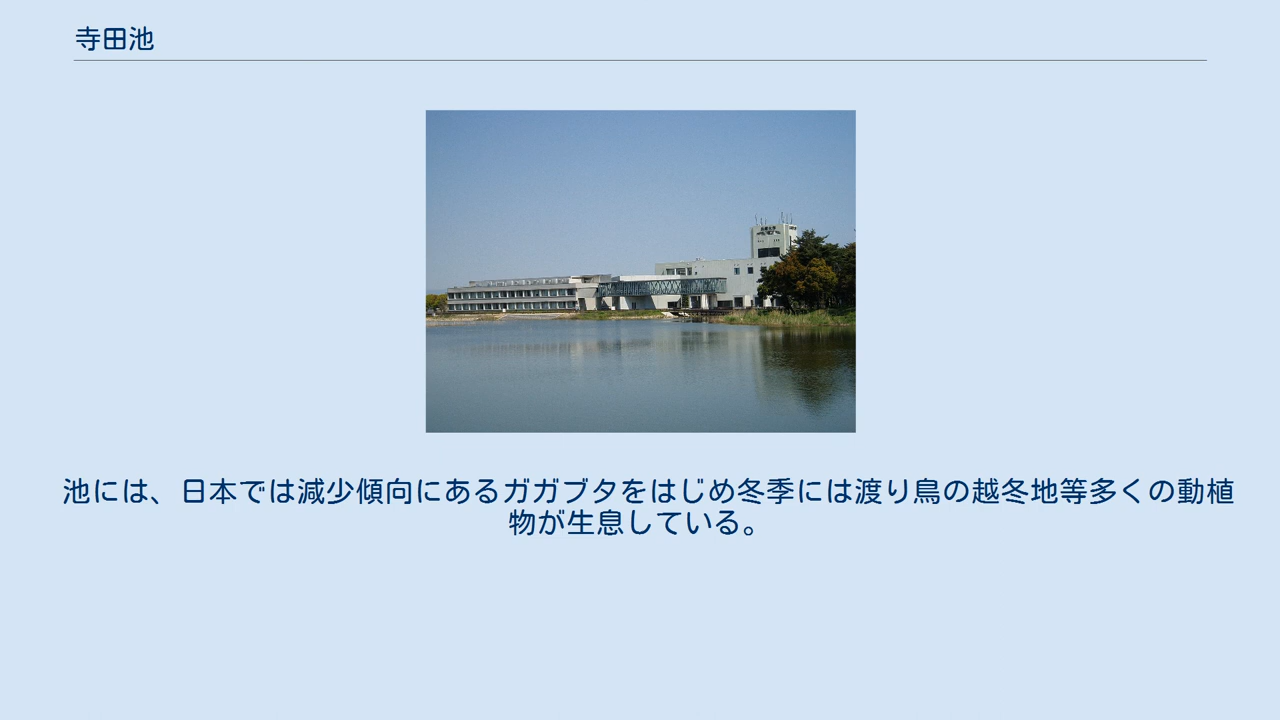 寺田池
池には、日本では減少傾向にあるガガブタをはじめ冬季には渡り鳥の越冬地等多くの動植
物が生息している。